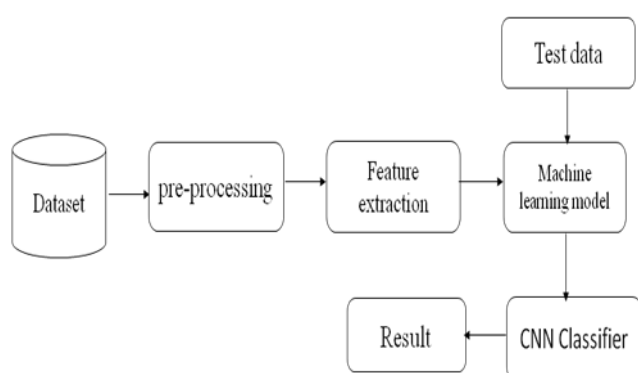 Test data
Dataset
pre-processing
Feature
extraction
Machine
learning model
Result
CNN Classifier